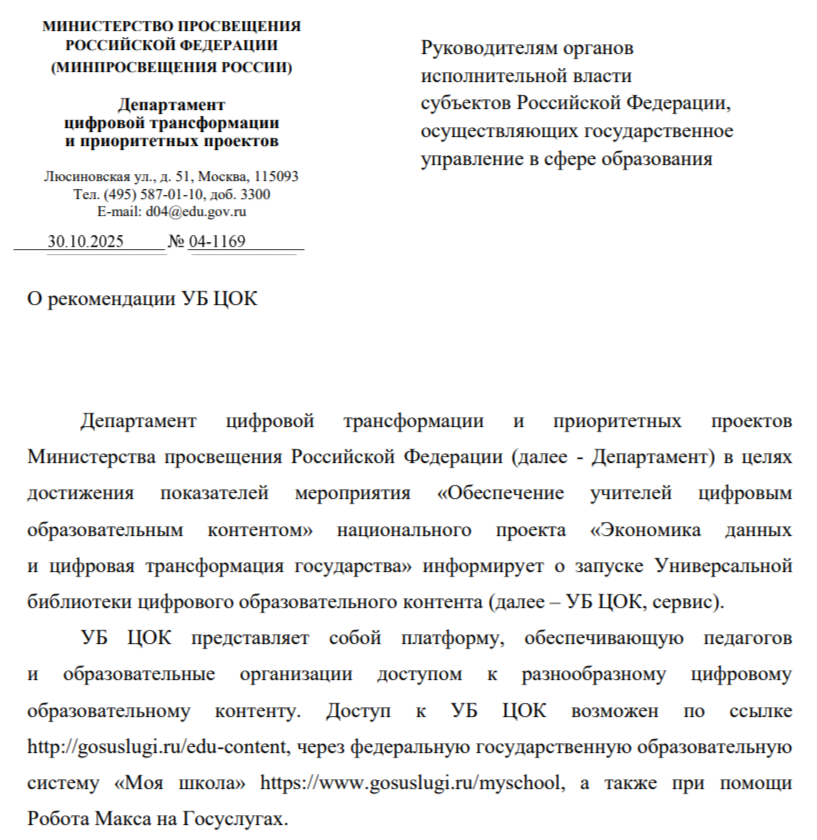 МИНИСТЕРСТВО ПРОСВЕЩЕНИЯ
РОССИЙСКОЙ ФЕДЕРАЦИИ
(МИНПРОСВЕЩЕНИЯ РОССИИ)
Департамент
цифровой трансформации
и приоритетных проектов
Люсиновская ул., д. 51, Москва, 115093
Тел. (495) 587-01-10, доб. 3300
E-mail: d04@edu.gov.ru
30.10.2025 № 04-1169
Руководителям органов
исполнительной власти
субъектов Российской Федерации,
осуществляющих государственное
управление в сфере образования
О рекомендации УБ ЦОК
Департамент цифровой трансформации и приоритетных проектов
Министерства просвещения Российской Федерации (далее - Департамент) в целях
достижения показателей мероприятия «Обеспечение учителей цифровым
образовательным контентом» национального проекта «Экономика данных
и цифровая трансформация государства» информирует о запуске Универсальной
библиотеки цифрового образовательного контента (далее – УБ ЦОК, сервис).
УБ ЦОК представляет собой платформу, обеспечивающую педагогов
и образовательные организации доступом к разнообразному цифровому
образовательному контенту. Доступ к УБ ЦОК возможен по ссылке
http://gosuslugi.ru/edu-content, через федеральную государственную образовательную
систему «Моя школа» https://www.gosuslugi.ru/myschool, а также при помощи
Робота Макса на Госуслугах.